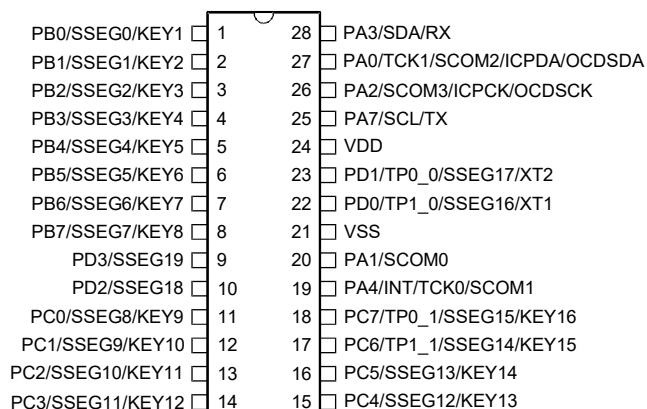 PB0/SSEG0/KEY1 1 28 PA3/SDA/RX
PB1/SSEG1/KEY2 2 27 PA0/TCK1/SCOM2/ICPDA/OCDSDA
PB2/SSEG2/KEY3 3 26 PA2/SCOM3/ICPCK/OCDSCK
PB3/SSEG3/KEY4 4 25 PA7/SCL/TX
PB4/SSEG4/KEY5 5 24 VDD
PB5/SSEG5/KEY6 6 23 PD1/TP0_0/SSEG17/XT2
PB6/SSEG6/KEY7 7 22 PD0/TP1_0/SSEG16/XT1
PB7/SSEG7/KEY8 8 21 VSS
PD3/SSEG19 9 20 PA1/SCOM0
PD2/SSEG18 10 19 PA4/INT/TCK0/SCOM1
PC0/SSEG8/KEY9 11 18 PC7/TP0_1/SSEG15/KEY16
PC1/SSEG9/KEY10 12 17 PC6/TP1_1/SSEG14/KEY15
PC2/SSEG10/KEY11 13 16 PC5/SSEG13/KEY14
PC3/SSEG11/KEY12 14 15 PC4/SSEG12/KEY13